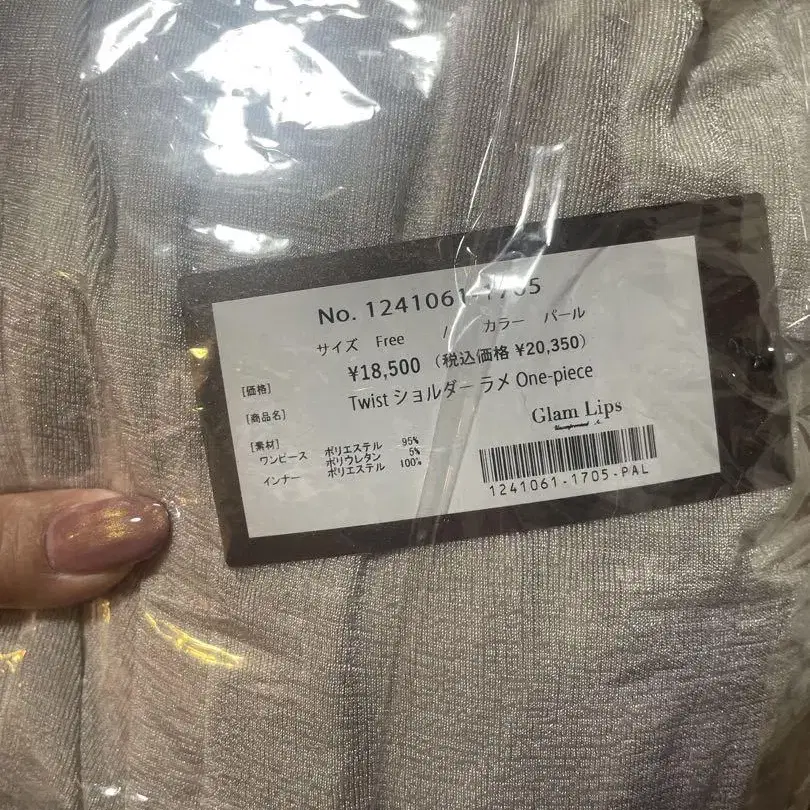 No. 1241061-1705
サイズ Free / カラー パール
[価格] ¥18,500 (税込価格 ¥20,350)
[商品名] Twist ショルダー ラメ One-piece
Glam Lips
[素材]
ワンピース ポリエステル 95%
ポリウレタン 5%
インナー ポリエステル 100%
1241061-1705-PAL